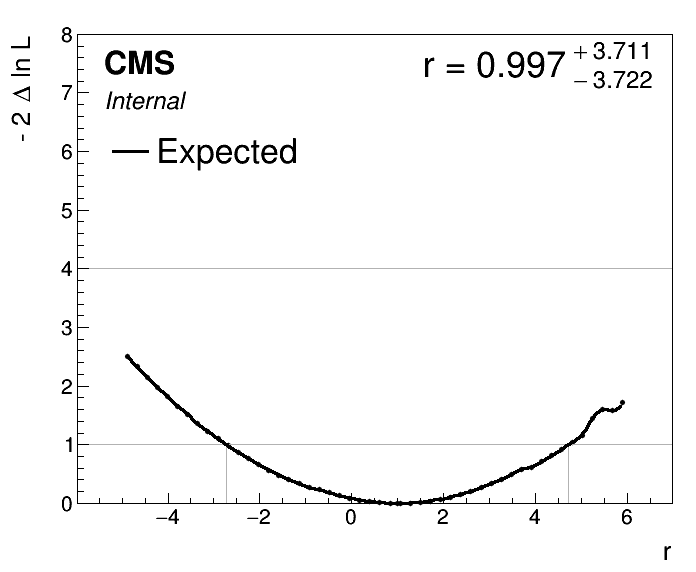 - 2 Δ ln L
8
7
6
5
4
3
2
1
0
CMS
Internal
r = 0.997 +3.711 −3.722
Expected
−4 −2 0 2 4 6
r